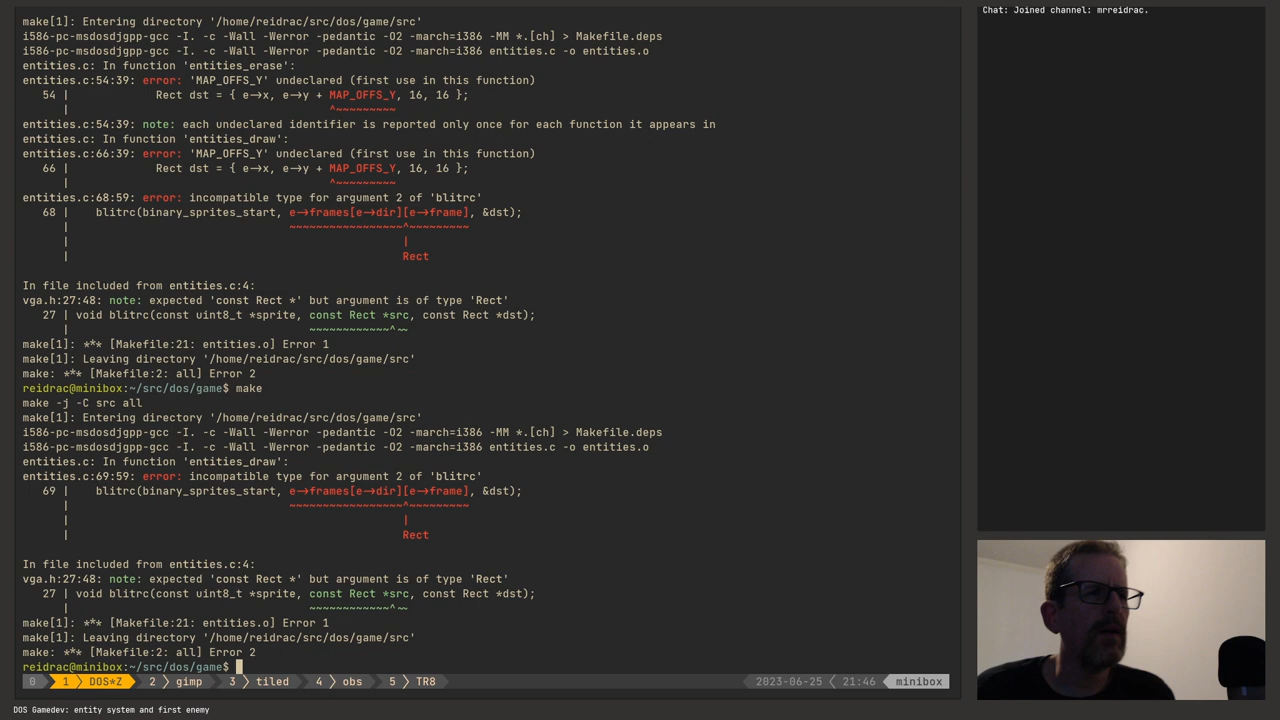 make[1]: Entering directory '/home/reidrac/src/dos/game/src'
i586-pc-msdosdjgpp-gcc -I. -c -Wall -Werror -pedantic -O2 -march=i386 -MM *.[ch] > Makefile.deps
i586-pc-msdosdjgpp-gcc -I. -c -Wall -Werror -pedantic -O2 -march=i386 entities.c -o entities.o
entities.c: In function 'entities_erase':
entities.c:54:39: error: 'MAP_OFFS_Y' undeclared (first use in this function)
54 | Rect dst = { e->x, e->y + MAP_OFFS_Y, 16, 16 };
| ^~~~~~~~~~
entities.c:54:39: note: each undeclared identifier is reported only once for each function it appears in
entities.c: In function 'entities_draw':
entities.c:66:39: error: 'MAP_OFFS_Y' undeclared (first use in this function)
66 | Rect dst = { e->x, e->y + MAP_OFFS_Y, 16, 16 };
| ^~~~~~~~~~
entities.c:68:59: error: incompatible type for argument 2 of 'blitrc'
68 | blitrc(binary_sprites_start, e->frames[e->dir][e->frame], &dst);
| ~~~~~~~~~~~~~~~~~^~~~~~~~~~
| |
| Rect
In file included from entities.c:4:
vga.h:27:48: note: expected 'const Rect *' but argument is of type 'Rect'
27 | void blitrc(const uint8_t *sprite, const Rect *src, const Rect *dst);
| ~~~~~~~~~~~~^~~
make[1]: *** [Makefile:21: entities.o] Error 1
make[1]: Leaving directory '/home/reidrac/src/dos/game/src'
make: *** [Makefile:2: all] Error 2
reidrac@minibox:~/src/dos/game$ make
make -j -C src all
make[1]: Entering directory '/home/reidrac/src/dos/game/src'
i586-pc-msdosdjgpp-gcc -I. -c -Wall -Werror -pedantic -O2 -march=i386 -MM *.[ch] > Makefile.deps
i586-pc-msdosdjgpp-gcc -I. -c -Wall -Werror -pedantic -O2 -march=i386 entities.c -o entities.o
entities.c: In function 'entities_draw':
entities.c:69:59: error: incompatible type for argument 2 of 'blitrc'
69 | blitrc(binary_sprites_start, e->frames[e->dir][e->frame], &dst);
| ~~~~~~~~~~~~~~~~~^~~~~~~~~~
| |
| Rect
In file included from entities.c:4:
vga.h:27:48: note: expected 'const Rect *' but argument is of type 'Rect'
27 | void blitrc(const uint8_t *sprite, const Rect *src, const Rect *dst);
| ~~~~~~~~~~~~^~~
make[1]: *** [Makefile:21: entities.o] Error 1
make[1]: Leaving directory '/home/reidrac/src/dos/game/src'
make: *** [Makefile:2: all] Error 2
reidrac@minibox:~/src/dos/game$
0 1 DOS*Z 2 gimp 3 tiled 4 obs 5 TR8 2023-06-25 21:46 minibox
DOS Gamedev: entity system and first enemy
Chat: Joined channel: mrreidrac.